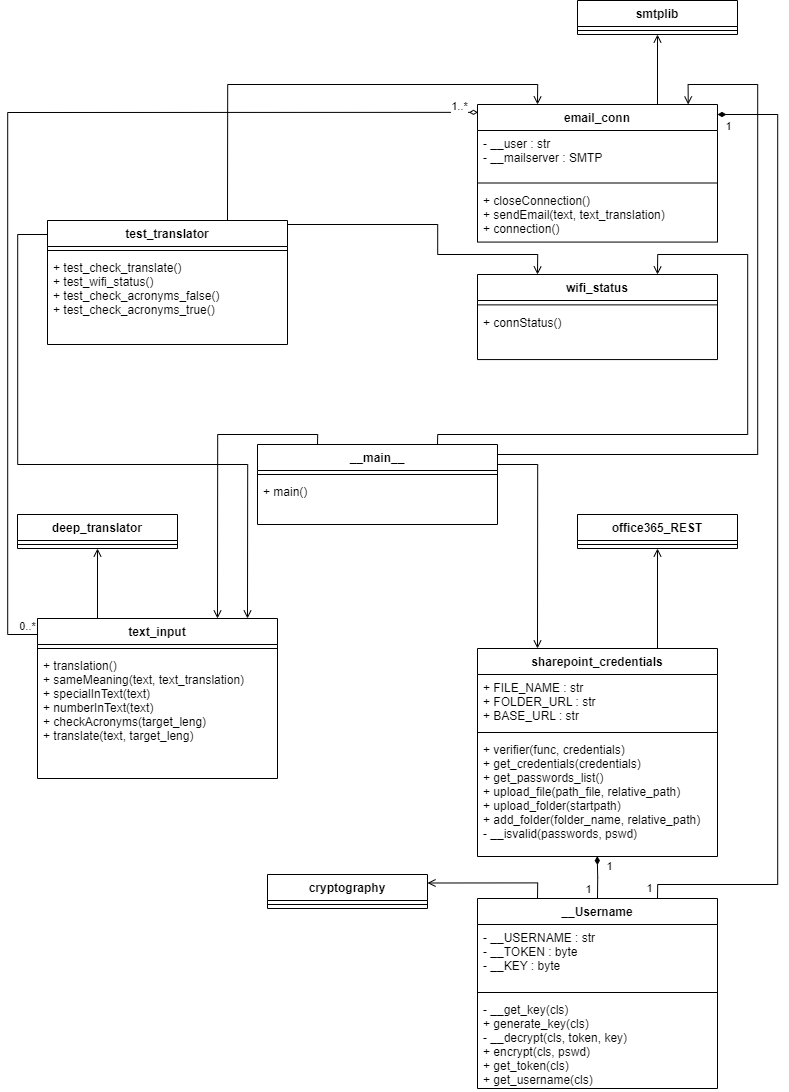 smtplib
1..*
email_conn
1
- __user : str
- __mailserver : SMTP
+ closeConnection()
+ sendEmail(text, text_translation)
+ connection()
test_translator
+ test_check_translate()
+ test_wifi_status()
+ test_check_acronyms_false()
+ test_check_acronyms_true()
wifi_status
+ connStatus()
__main__
+ main()
deep_translator
office365_REST
0..*
text_input
+ translation()
+ sameMeaning(text, text_translation)
+ specialInText(text)
+ numberInText(text)
+ checkAcronyms(target_leng)
+ translate(text, target_leng)
sharepoint_credentials
+ FILE_NAME : str
+ FOLDER_URL : str
+ BASE_URL : str
+ verifier(func, credentials)
+ get_credentials(credentials)
+ get_passwords_list()
+ upload_file(path_file, relative_path)
+ upload_folder(startpath)
+ add_folder(folder_name, relative_path)
- __isvalid(passwords, pswd)
1
cryptography
1
1
__Username
- __USERNAME : str
- __TOKEN : byte
- __KEY : byte
- __get_key(cls)
+ generate_key(cls)
- __decrypt(cls, token, key)
+ encrypt(cls, pswd)
+ get_token(cls)
+ get_username(cls)